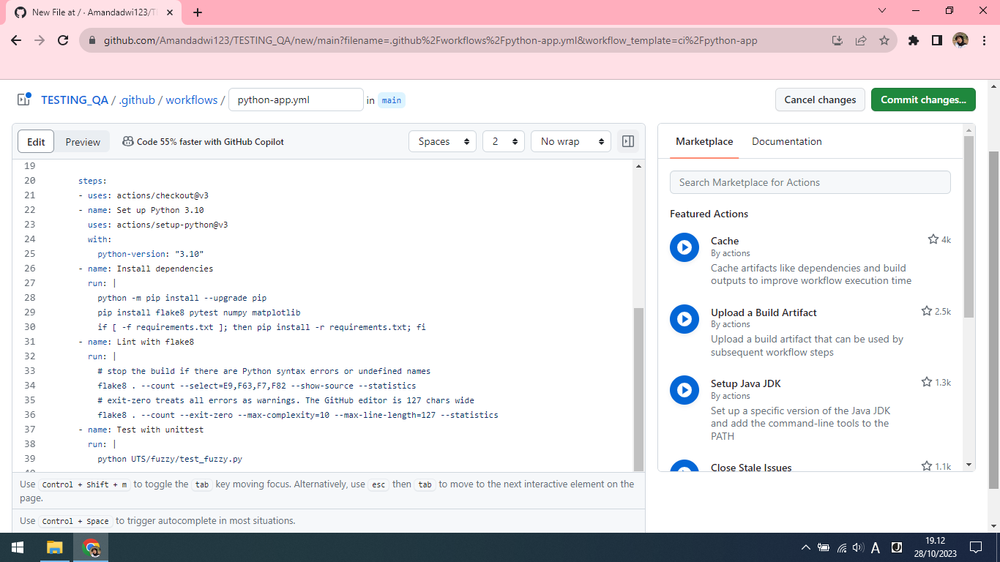 New File at / · Amandadwi123/T
github.com/Amandadwi123/TESTING_QA/new/main?filename=.github%2Fworkflows%2Fpython-app.yml&workflow_template=ci%2Fpython-app
TESTING_QA / .github / workflows / python-app.yml in main
Cancel changes
Commit changes...
Edit
Preview
Code 55% faster with GitHub Copilot
Spaces
2
No wrap
19
20 steps:
21 - uses: actions/checkout@v3
22 - name: Set up Python 3.10
23 uses: actions/setup-python@v3
24 with:
25 python-version: "3.10"
26 - name: Install dependencies
27 run: |
28 python -m pip install --upgrade pip
29 pip install flake8 pytest numpy matplotlib
30 if [ -f requirements.txt ]; then pip install -r requirements.txt; fi
31 - name: Lint with flake8
32 run: |
33 # stop the build if there are Python syntax errors or undefined names
34 flake8 . --count --select=E9,F63,F7,F82 --show-source --statistics
35 # exit-zero treats all errors as warnings. The GitHub editor is 127 chars wide
36 flake8 . --count --exit-zero --max-complexity=10 --max-line-length=127 --statistics
37 - name: Test with unittest
38 run: |
39 python UTS/fuzzy/test_fuzzy.py
Use Control + Shift + m to toggle the tab key moving focus. Alternatively, use esc then tab to move to the next interactive element on the
page.
Use Control + Space to trigger autocomplete in most situations.
Marketplace
Documentation
Search Marketplace for Actions
Featured Actions
Cache
4k
By actions
Cache artifacts like dependencies and build
outputs to improve workflow execution time
Upload a Build Artifact
2.5k
By actions
Upload a build artifact that can be used by
subsequent workflow steps
Setup Java JDK
1.3k
By actions
Set up a specific version of the Java JDK
and add the command-line tools to the
PATH
Close Stale Issues
1.1k
A
19.12
28/10/2023